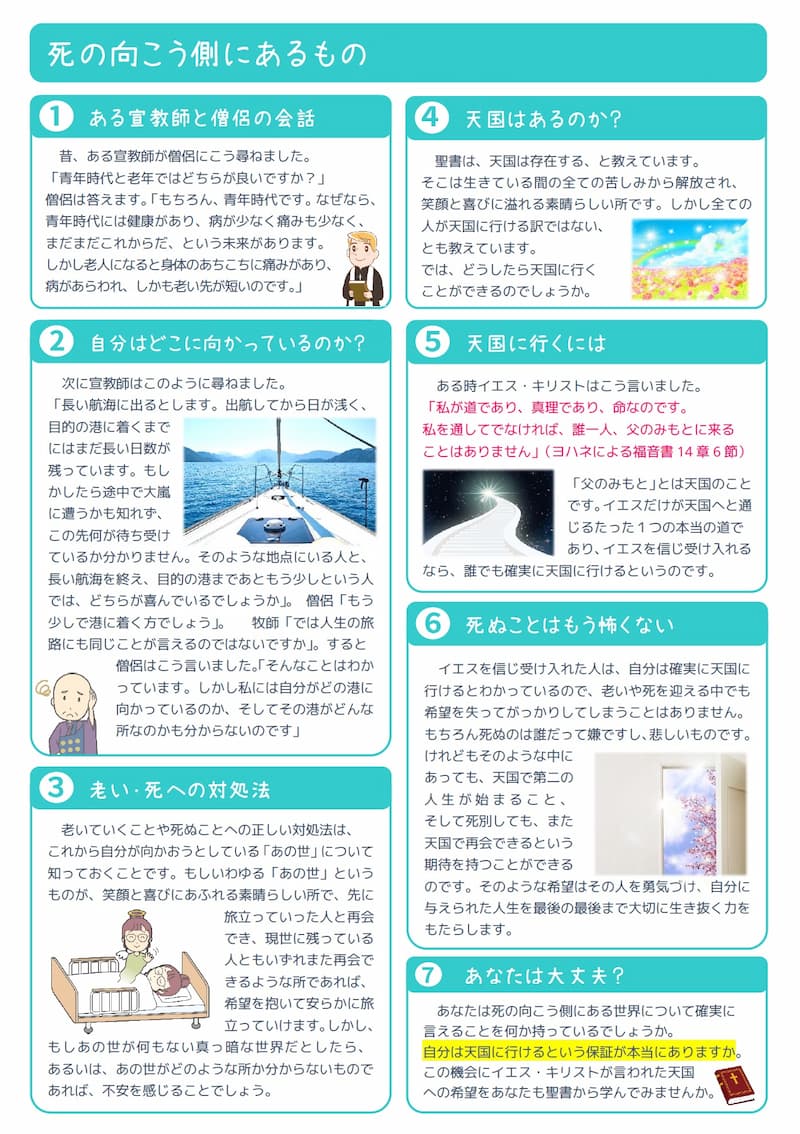 死の向こう側にあるもの
1 ある宣教師と僧侶の会話
昔、ある宣教師が僧侶にこう尋ねました。
「青年時代と老年ではどちらが良いですか？」
僧侶は答えます。「もちろん、青年時代です。なぜなら、
青年時代には健康があり、病が少なく痛みも少なく、
まだまだこれからだ、という未来があります。
しかし老人になると身体のあちこちに痛みがあり、
病があらわれ、しかも老い先が短いのです。」
2 自分はどこに向かっているのか？
次に宣教師はこのように尋ねました。
「長い航海に出るとします。出航してから日が浅く、
目的の港に着くまで
にはまだ長い日数が
残っています。もし
かしたら途中で大嵐
に遭うかも知れず、
この先何が待ち受け
ているか分かりません。そのような地点にいる人と、
長い航海を終え、目的の港まであともう少しという人
では、どちらが喜んでいるでしょうか」。 僧侶「もう
少しで港に着く方でしょう」。 牧師「では人生の旅
路にも同じことが言えるのではないですか」。すると
僧侶はこう言いました。「そんなことはわか
っています。しかし私には自分がどの港に
向かっているのか、そしてその港がどんな
所なのかも分からないのです」
3 老い・死への対処法
老いていくことや死ぬことへの正しい対処法は、
これから自分が向かおうとしている「あの世」について
知っておくことです。もしいわゆる「あの世」という
ものが、笑顔と喜びにあふれる素晴らしい所で、先に
旅立っていった人と再会
でき、現世に残っている
人ともいずれまた再会で
きるような所であれば、
希望を抱いて安らかに旅
立っていけます。しかし、
もしあの世が何もない真っ暗な世界だとしたら、
あるいは、あの世がどのような所か分からないもので
あれば、不安を感じることでしょう。
4 天国はあるのか？
聖書は、天国は存在する、と教えています。
そこは生きている間の全ての苦しみから解放され、
笑顔と喜びに溢れる素晴らしい所です。しかし全ての
人が天国に行ける訳ではない、
とも教えています。
では、どうしたら天国に行く
ことができるのでしょうか。
5 天国に行くには
ある時イエス・キリストはこう言いました。
「私が道であり、真理であり、命なのです。
私を通してでなければ、誰一人、父のみもとに来る
ことはありません」（ヨハネによる福音書 14 章 6 節）
「父のみもと」とは天国のこと
です。イエスだけが天国へと通
じるたった１つの本当の道で
あり、イエスを信じ受け入れる
なら、誰でも確実に天国に行けるというのです。
6 死ぬことはもう怖くない
イエスを信じ受け入れた人は、自分は確実に天国に
行けるとわかっているので、老いや死を迎える中でも
希望を失ってがっかりしてしまうことはありません。
もちろん死ぬのは誰だって嫌ですし、悲しいものです。
けれどもそのような中に
あっても、天国で第二の
人生が始まること、
そして死別しても、また
天国で再会できるという
期待を持つことができる
のです。そのような希望はその人を勇気づけ、自分に
与えられた人生を最後の最後まで大切に生き抜く力を
もたらします。
7 あなたは大丈夫？
あなたは死の向こう側にある世界について確実に
言えることを何か持っているでしょうか。
自分は天国に行けるという保証が本当にありますか。
この機会にイエス・キリストが言われた天国
への希望をあなたも聖書から学んでみませんか。